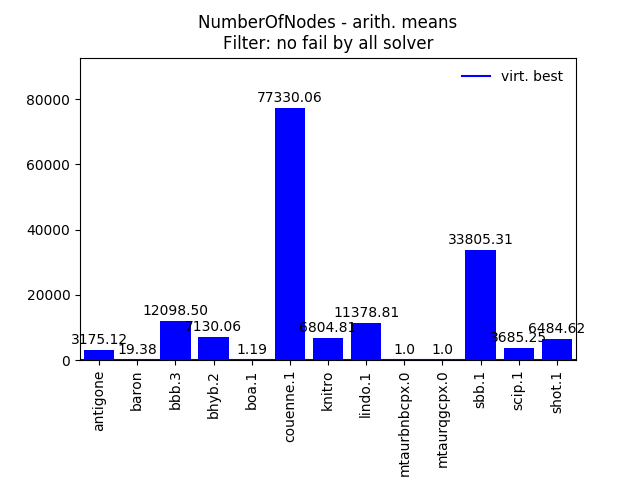 NumberOfNodes - arith. means
Filter: no fail by all solver
virt. best
80000
60000
40000
20000
0
3175.12
19.38
12098.50
7130.06
1.19
77330.06
6804.81
11378.81
1.0
1.0
33805.31
3685.25
6484.62
antigone
baron
bbb.3
bhyb.2
boa.1
couenne.1
knitro
lindo.1
mtaurbnbcpx.0
mtaurqgcpx.0
sbb.1
scip.1
shot.1